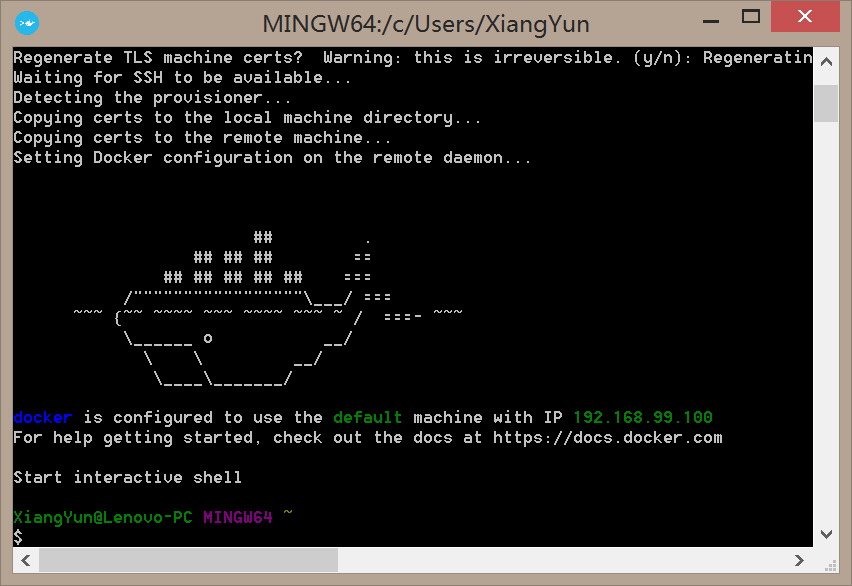 MINGW64:/c/Users/XiangYun
Regenerate TLS machine certs?  Warning: this is irreversible. (y/n): Regeneratin
Waiting for SSH to be available...
Detecting the provisioner...
Copying certs to the local machine directory...
Copying certs to the remote machine...
Setting Docker configuration on the remote daemon...
                        ##         .
                  ## ## ##        ==
               ## ## ## ## ##    ===
           /"""""""""""""""""\___/ ===
      ~~~ {~~ ~~~~ ~~~ ~~~~ ~~~ ~ /  ===- ~~~
           \______ o           __/
             \    \         __/
              \____\_______/
docker is configured to use the default machine with IP 192.168.99.100
For help getting started, check out the docs at https://docs.docker.com
Start interactive shell
XiangYun@Lenovo-PC MINGW64 ~
$